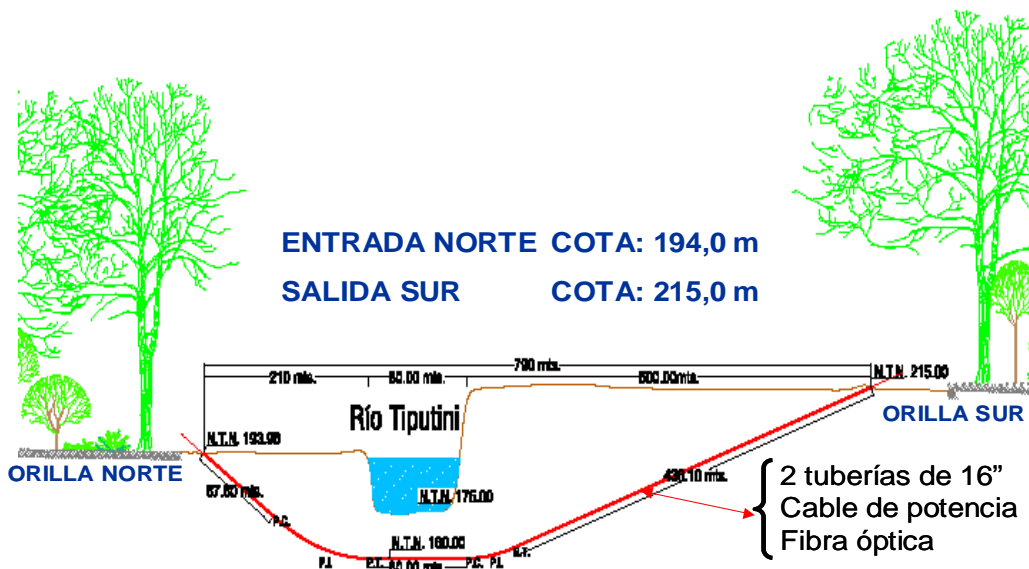 ENTRADA NORTE COTA: 194,0 m
SALIDA SUR COTA: 215,0 m
790 mts.
210 mts. 80.00 mts. 500.00mts.
N.T.N. 215.00
Río Tiputini
ORILLA SUR
N.T.N. 193.98
ORILLA NORTE
N.T.N. 175.00
2 tuberías de 16”
Cable de potencia
Fibra óptica
P.C.
N.T.N. 160.00
P.I. P.T. P.C. P.I.